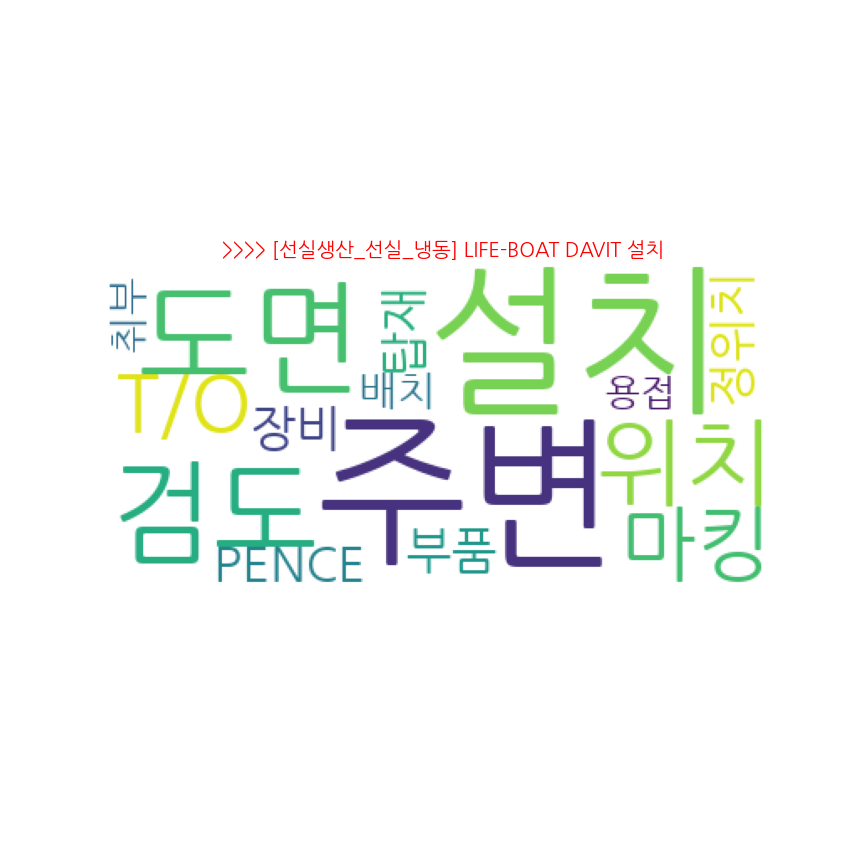 >>>> [선실생산_선실_냉동] LIFE-BOAT DAVIT 설치
취부
도면
탑재
설치
정위치
T/O
장비
배치
용접
검도
주변
위치
PENCE
부품
마킹